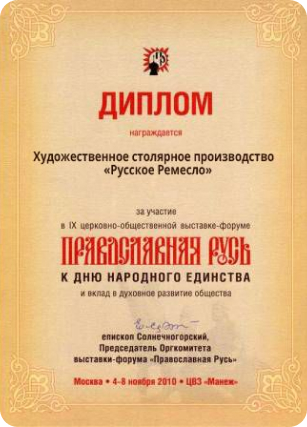 ДИПЛОМ
награждается
Художественное столярное производство
«Русское Ремесло»
за участие
в IX церковно-общественной выставке-форуме
ПРАВОСЛАВНАЯ РУСЬ
К ДНЮ НАРОДНОГО ЕДИНСТВА
и вклад в духовное развитие общества
епископ Солнечногорский,
Председатель Оргкомитета
выставки-форума «Православная Русь»
Москва • 4-8 ноября 2010 • ЦВЗ «Манеж»